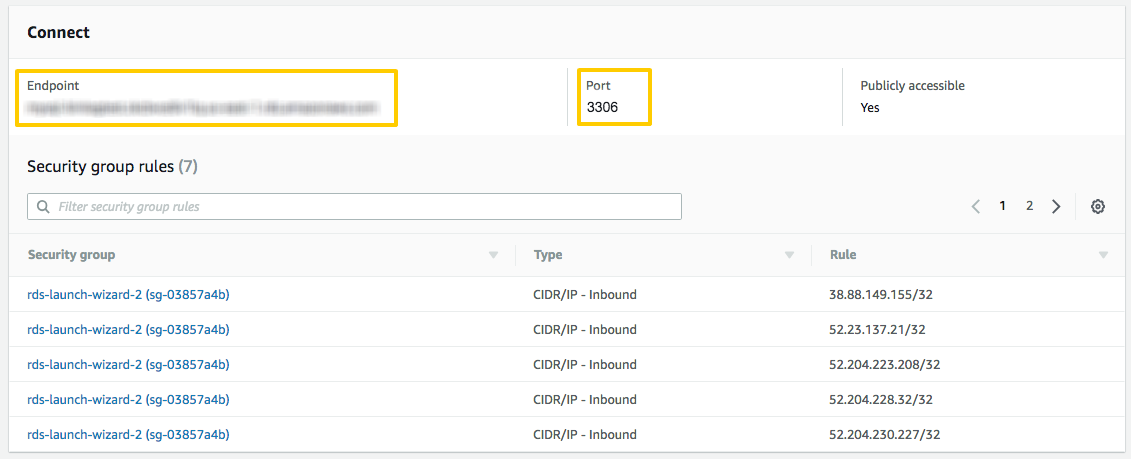 Connect
Endpoint Port Publicly accessible
3306 Yes
Security group rules (7)
Filter security group rules 1 2
Security group Type Rule
rds-launch-wizard-2 (sg-03857a4b) CIDR/IP - Inbound 38.88.149.155/32
rds-launch-wizard-2 (sg-03857a4b) CIDR/IP - Inbound 52.23.137.21/32
rds-launch-wizard-2 (sg-03857a4b) CIDR/IP - Inbound 52.204.223.208/32
rds-launch-wizard-2 (sg-03857a4b) CIDR/IP - Inbound 52.204.228.32/32
rds-launch-wizard-2 (sg-03857a4b) CIDR/IP - Inbound 52.204.230.227/32